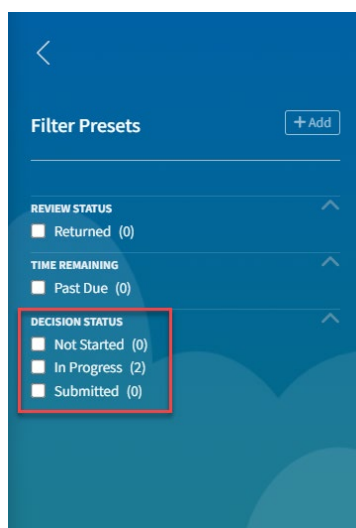 Filter Presets
+ Add
REVIEW STATUS
Returned (0)
TIME REMAINING
Past Due (0)
DECISION STATUS
Not Started (0)
In Progress (2)
Submitted (0)